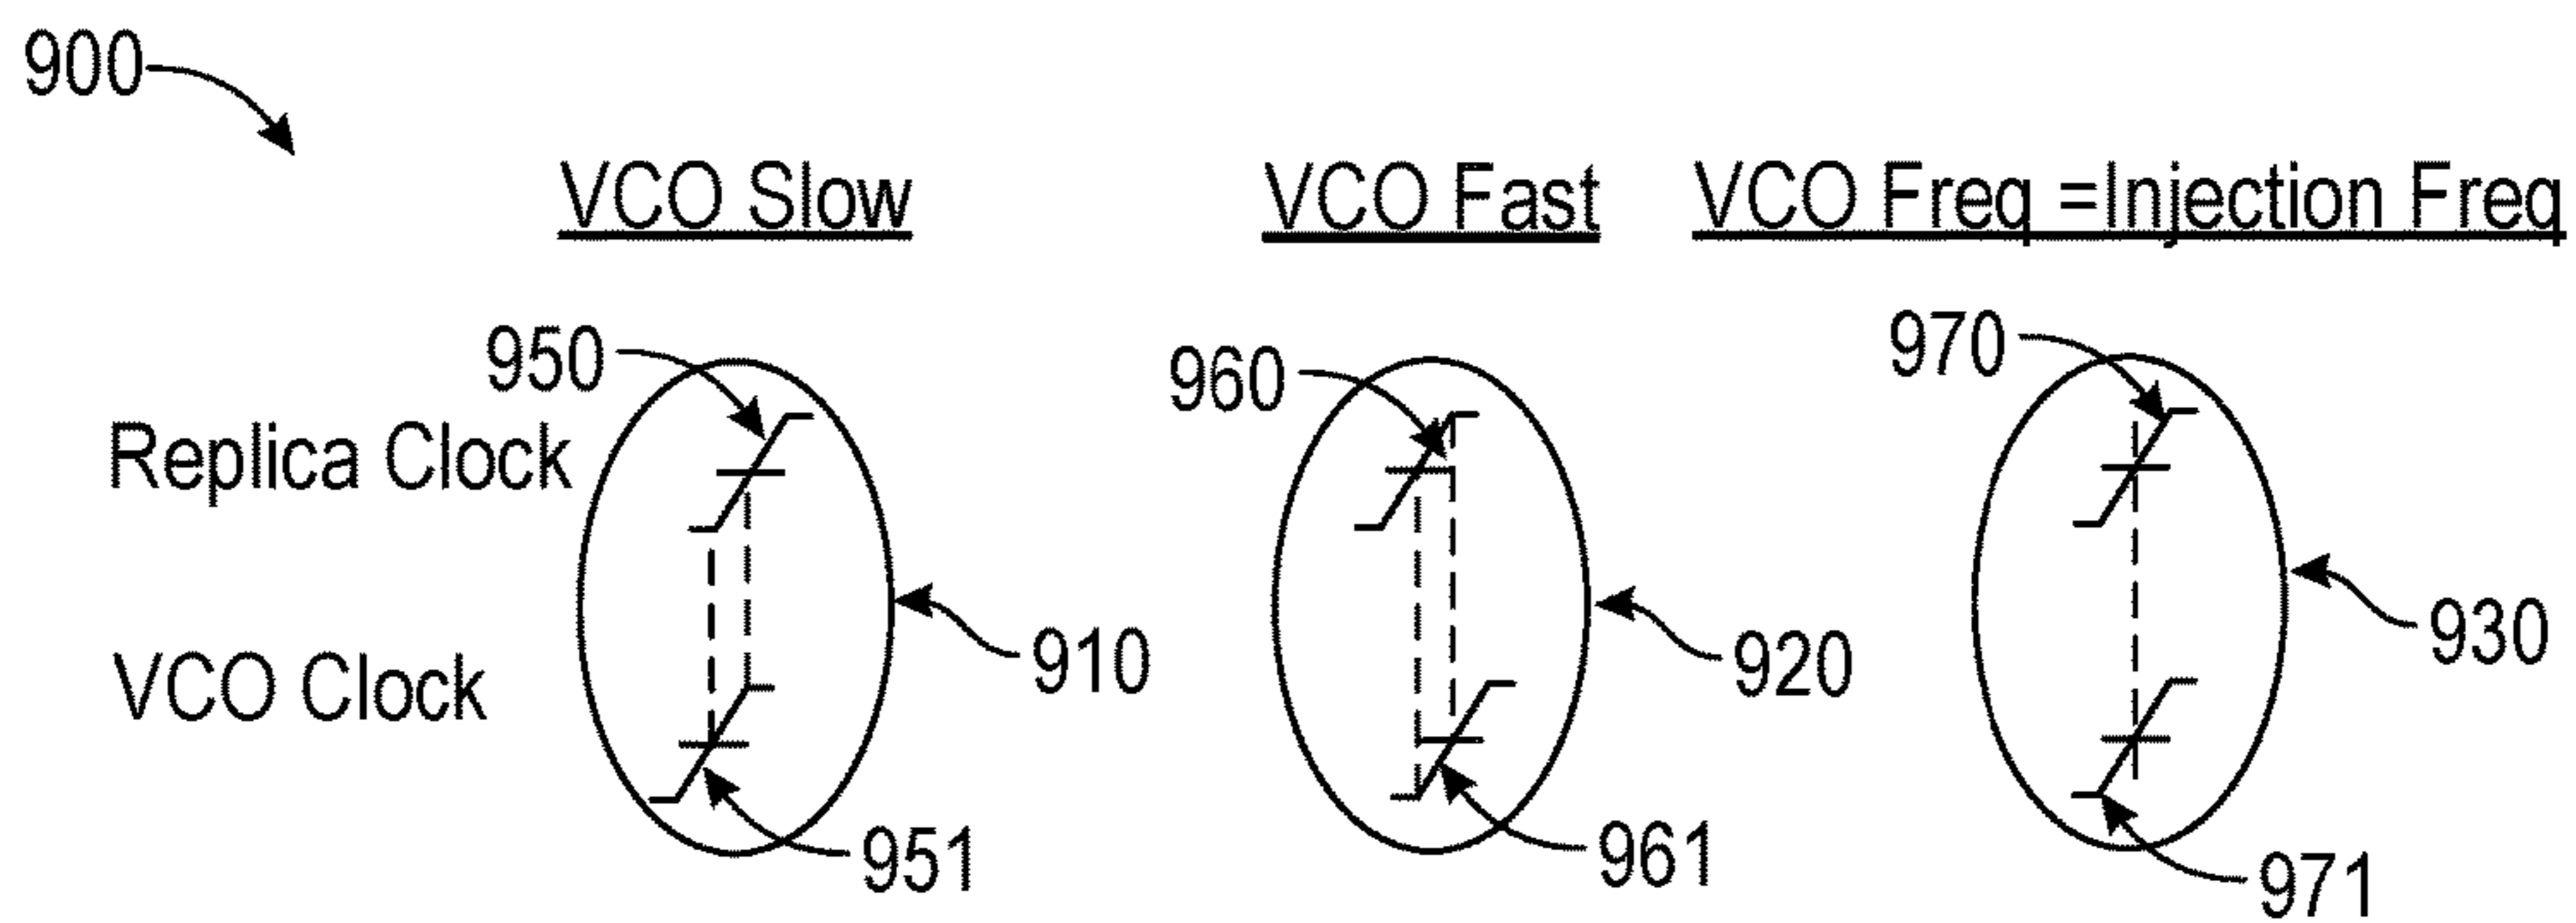 900
VCO Slow VCO Fast VCO Freq =Injection Freq
950 960 970
Replica Clock
910 920 930
VCO Clock
951 961 971